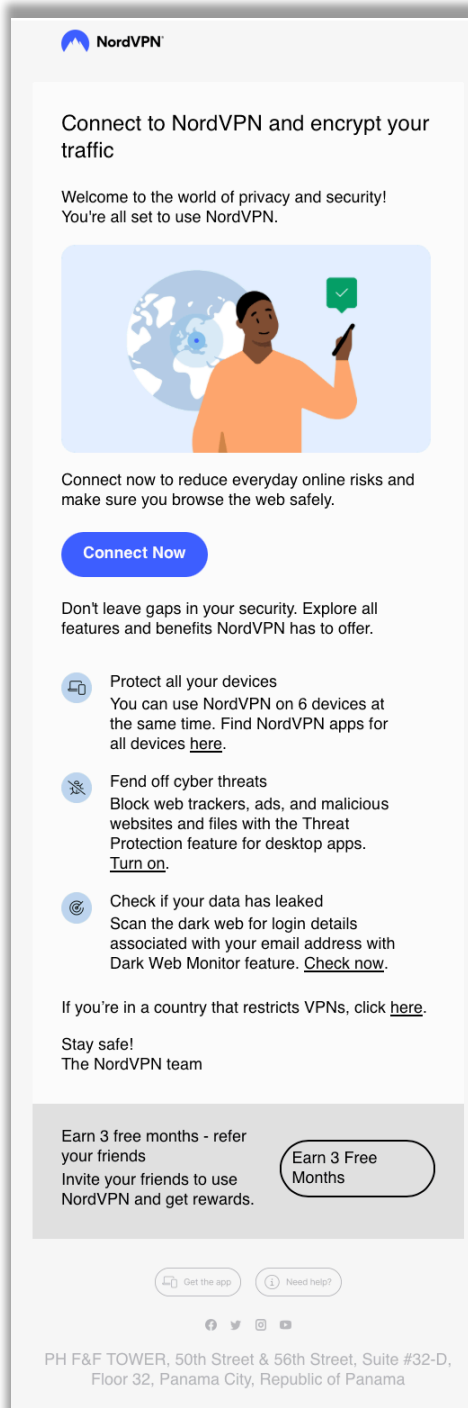 NordVPN®
Connect to NordVPN and encrypt your
traffic
Welcome to the world of privacy and security!
You're all set to use NordVPN.
Connect now to reduce everyday online risks and
make sure you browse the web safely.
Connect Now
Don't leave gaps in your security. Explore all
features and benefits NordVPN has to offer.
Protect all your devices
You can use NordVPN on 6 devices at
the same time. Find NordVPN apps for
all devices here.
Fend off cyber threats
Block web trackers, ads, and malicious
websites and files with the Threat
Protection feature for desktop apps.
Turn on.
Check if your data has leaked
Scan the dark web for login details
associated with your email address with
Dark Web Monitor feature. Check now.
If you’re in a country that restricts VPNs, click here.
Stay safe!
The NordVPN team
Earn 3 free months - refer
your friends
Invite your friends to use
NordVPN and get rewards.
Earn 3 Free
Months
Get the app
Need help?
PH F&F TOWER, 50th Street & 56th Street, Suite #32-D,
Floor 32, Panama City, Republic of Panama